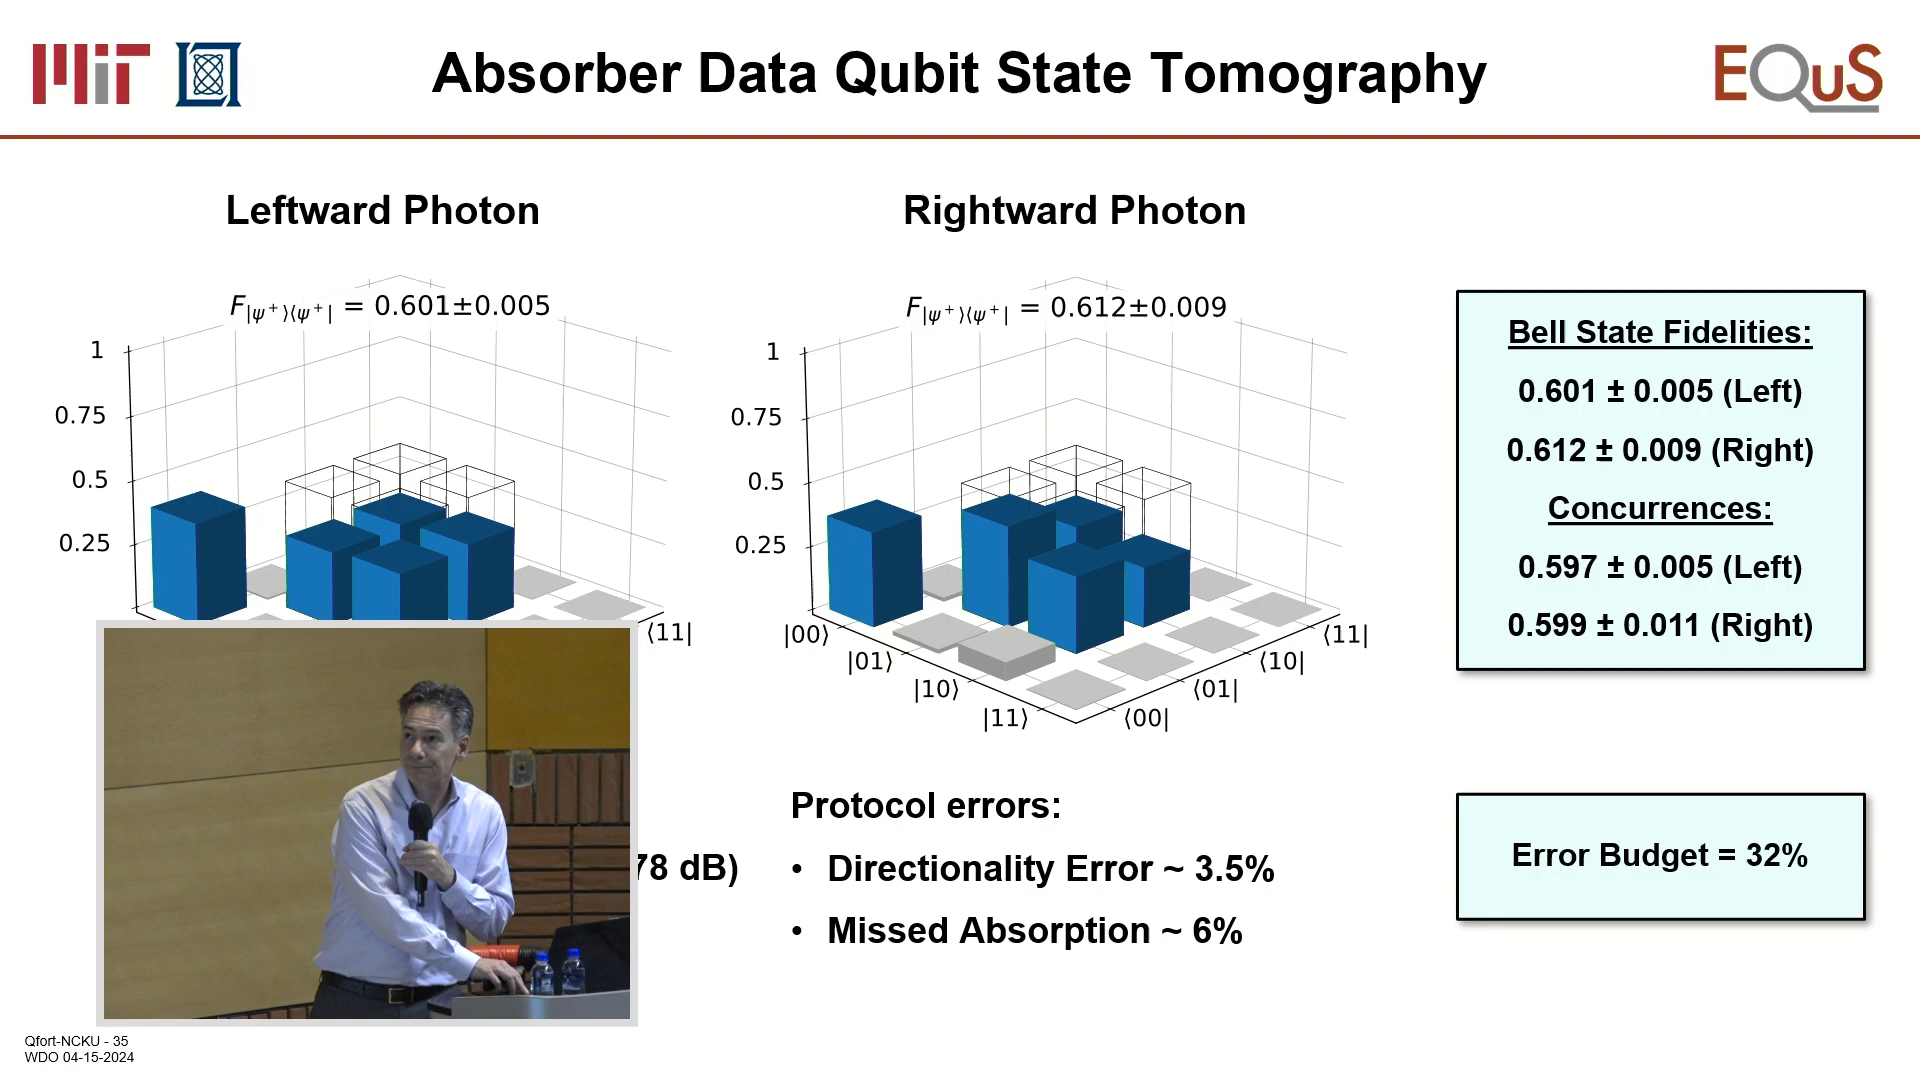 MIT
Absorber Data Qubit State Tomography
EQuS
Leftward Photon
F|ψ⁺⟩⟨ψ⁺| = 0.601±0.005
1
0.75
0.5
0.25
⟨11|
Rightward Photon
F|ψ⁺⟩⟨ψ⁺| = 0.612±0.009
1
0.75
0.5
0.25
|00⟩
|01⟩
|10⟩
|11⟩
⟨00|
⟨01|
⟨10|
⟨11|
Bell State Fidelities:
0.601 ± 0.005 (Left)
0.612 ± 0.009 (Right)
Concurrences:
0.597 ± 0.005 (Left)
0.599 ± 0.011 (Right)
78 dB)
Protocol errors:
• Directionality Error ~ 3.5%
• Missed Absorption ~ 6%
Error Budget = 32%
Qfort-NCKU - 35
WDO 04-15-2024